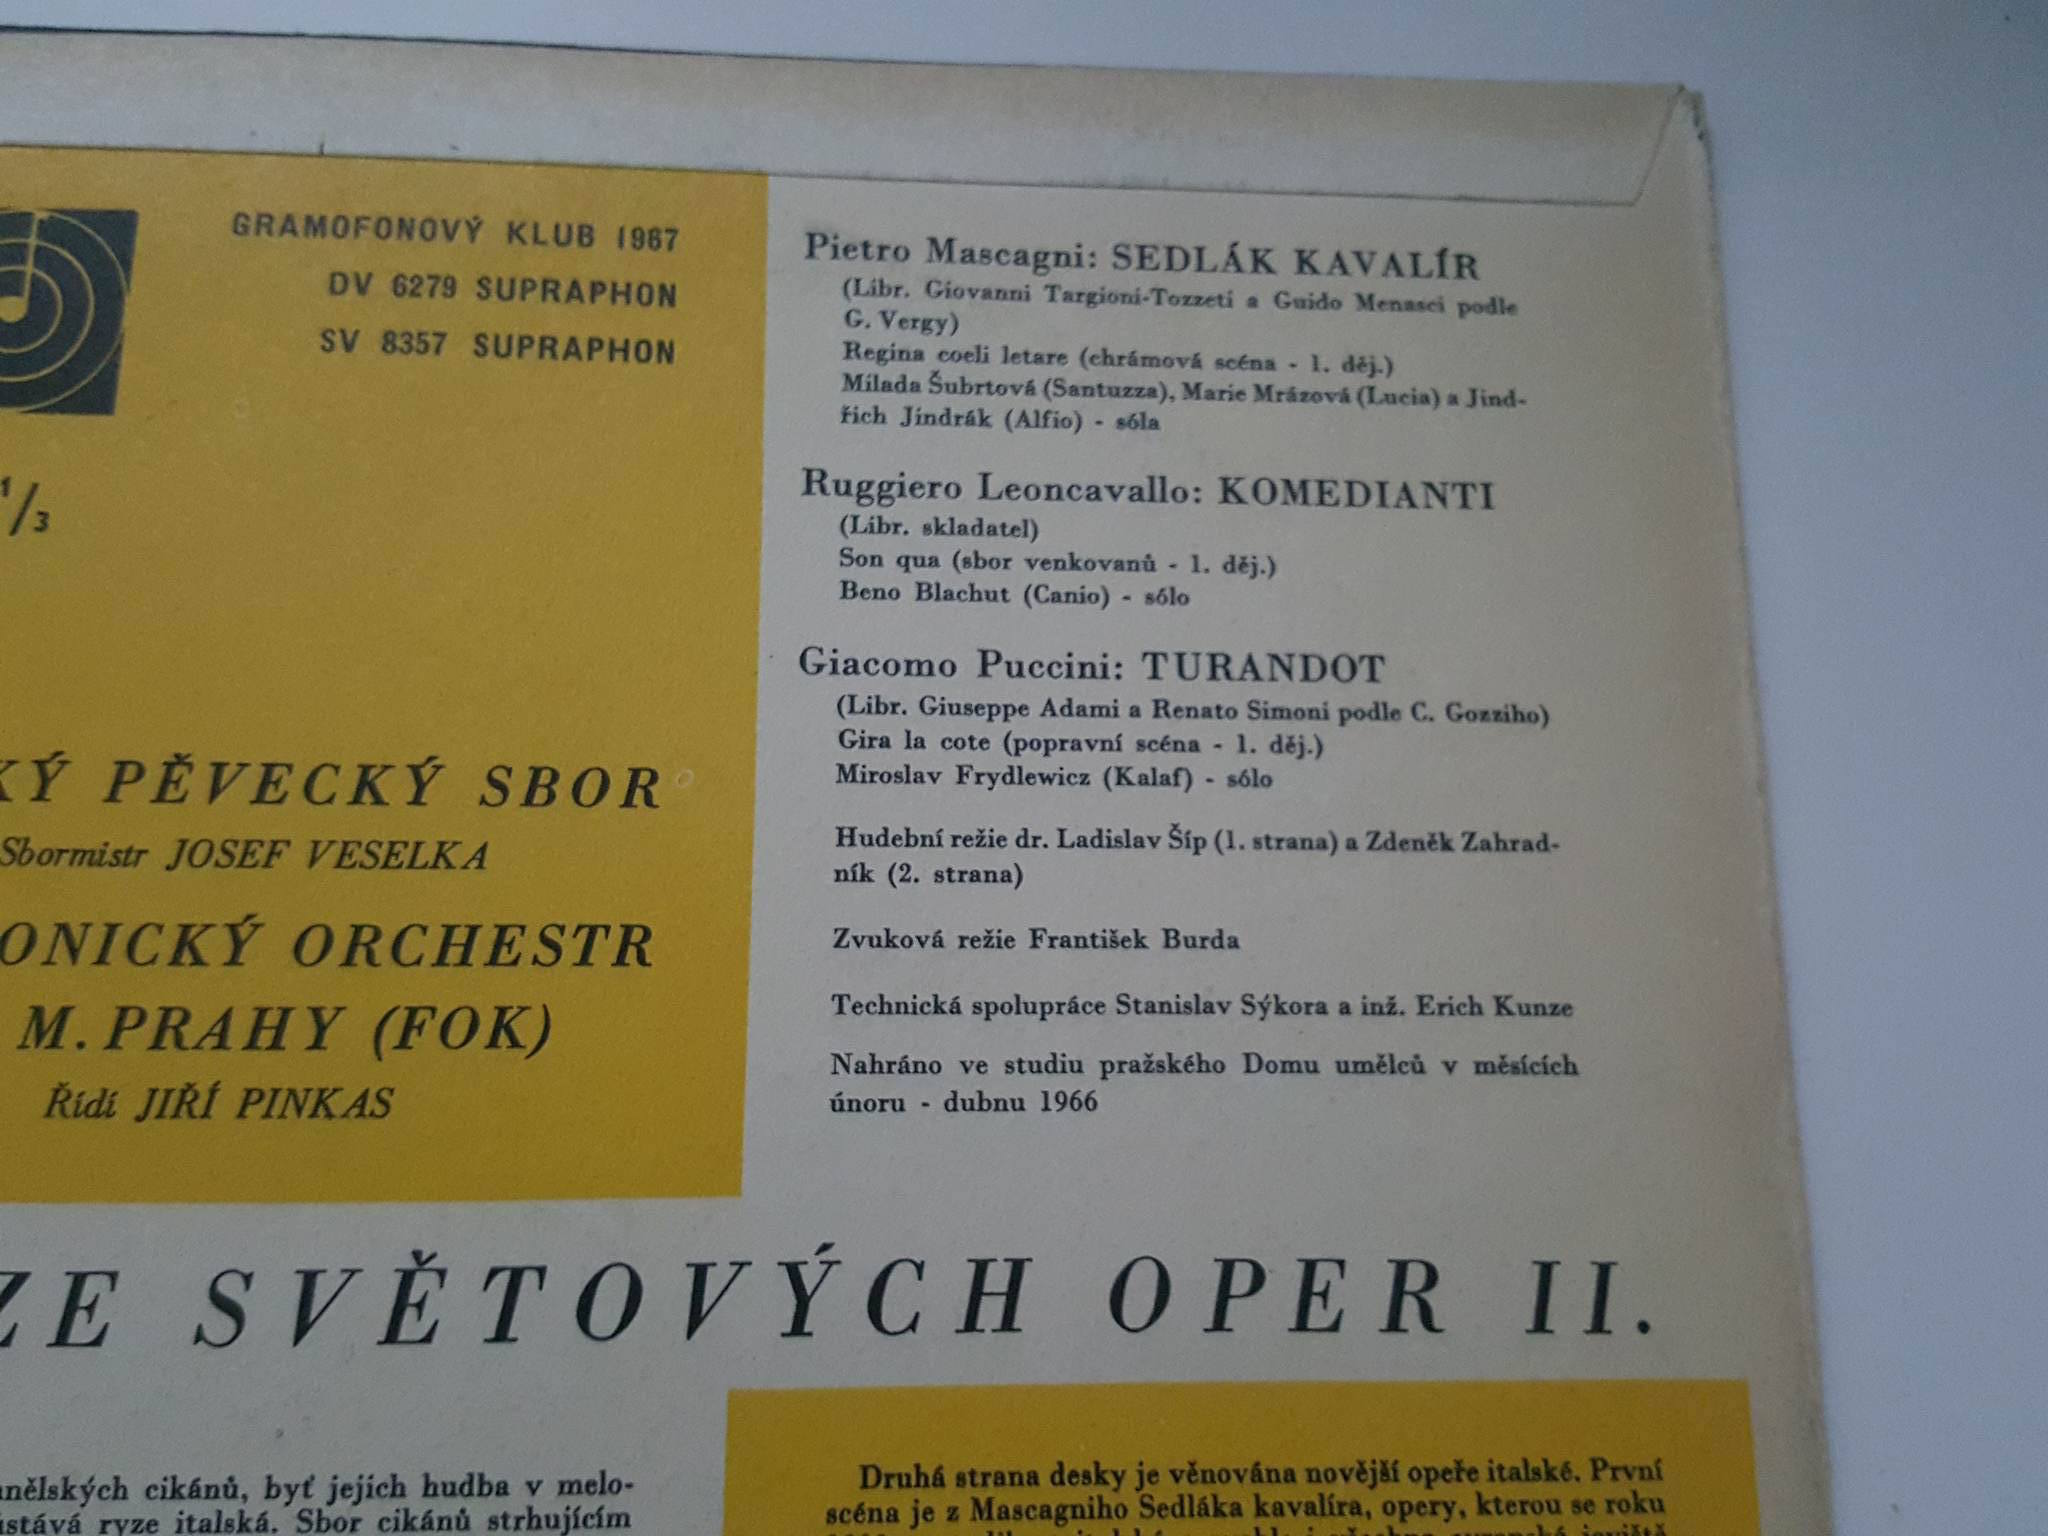 GRAMOFONOVÝ KLUB 1967
DV 6279 SUPRAPHON
SV 8357 SUPRAPHON
1/3
KÝ PĚVECKÝ SBOR
Sbormistr JOSEF VESELKA
ONICKÝ ORCHESTR
M. PRAHY (FOK)
Řídí JIŘÍ PINKAS
Pietro Mascagni: SEDLÁK KAVALÍR
(Libr. Giovanni Targioni-Tozzeti a Guido Menasci podle
G. Vergy)
Regina coeli letare (chrámová scéna - 1. děj.)
Milada Šubrtová (Santuzza), Marie Mrázová (Lucia) a Jind-
řich Jindrák (Alfio) - sóla
Ruggiero Leoncavallo: KOMEDIANTI
(Libr. skladatel)
Son qua (sbor venkovanů - 1. děj.)
Beno Blachut (Canio) - sólo
Giacomo Puccini: TURANDOT
(Libr. Giuseppe Adami a Renato Simoni podle C. Gozziho)
Gira la cote (popravní scéna - 1. děj.)
Miroslav Frydlewicz (Kalaf) - sólo
Hudební režie dr. Ladislav Šíp (1. strana) a Zdeněk Zahrad-
ník (2. strana)
Zvuková režie František Burda
Technická spolupráce Stanislav Sýkora a inž. Erich Kunze
Nahráno ve studiu pražského Domu umělců v měsících
únoru - dubnu 1966
ZE SVĚTOVÝCH OPER II.
anělských cikánů, byť jejich hudba v melo-
ůstává ryze italská. Sbor cikánů strhujícím
Druhá strana desky je věnována novější opeře italské. První
scéna je z Mascagniho Sedláka kavalíra, opery, kterou se roku